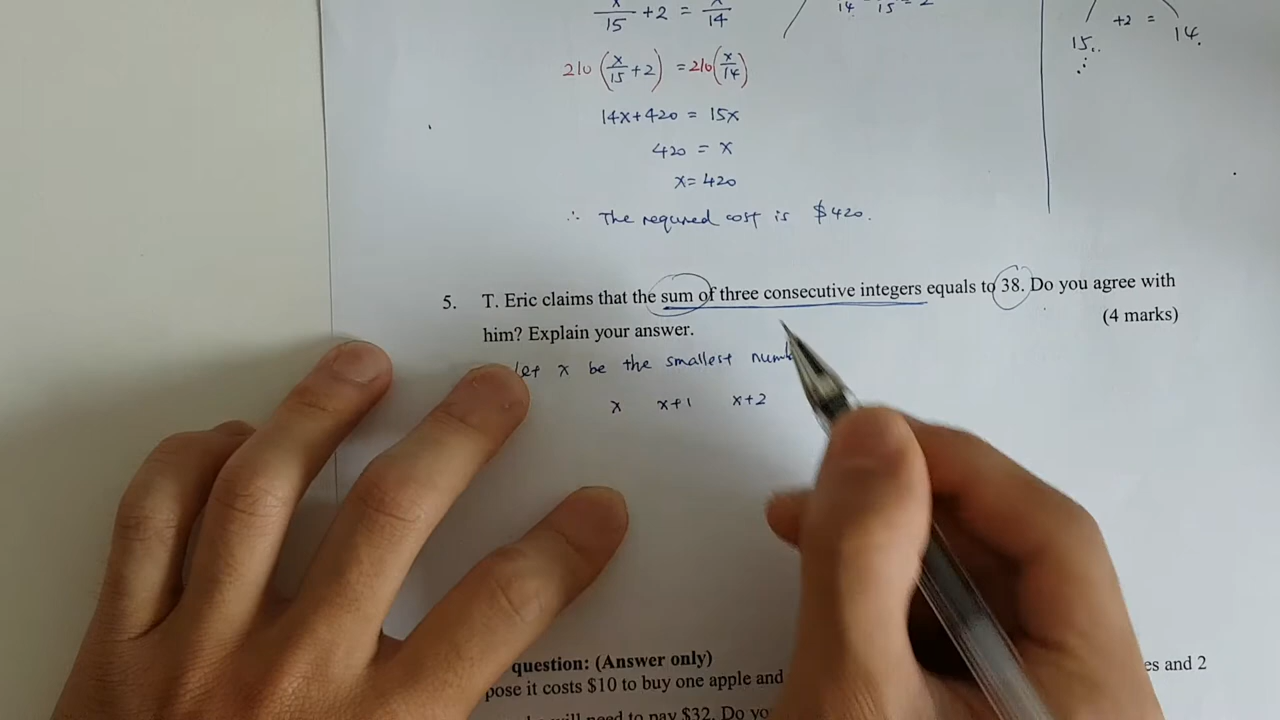 x/15 + 2 = x/14
210 (x/15 + 2) = 210 (x/14)
14x + 420 = 15x
420 = x
x = 420
∴ The required cost is $420.
14 15 = 2
+2 =
15.. 14.
5. T. Eric claims that the sum of three consecutive integers equals to 38. Do you agree with
him? Explain your answer. (4 marks)
let x be the smallest
x x+1 x+2
question: (Answer only)
pose it costs $10 to buy one apple and es and 2
will need to pay $32. Do yo